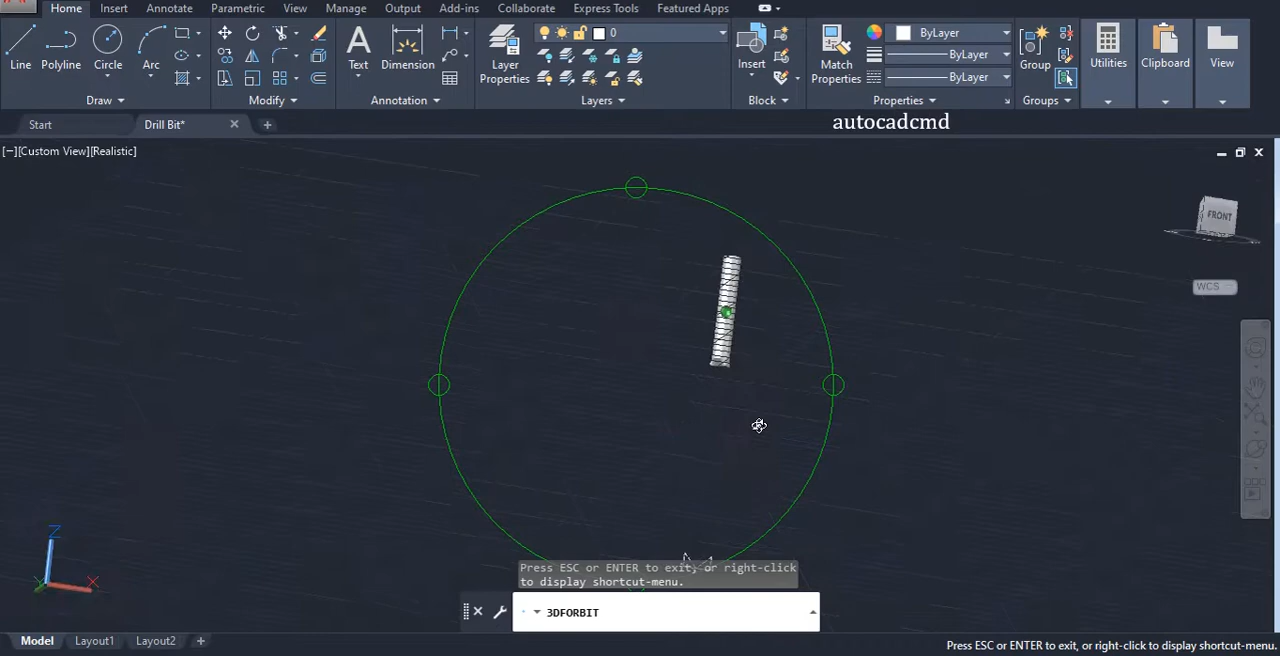 Home Insert Annotate Parametric View Manage Output Add-ins Collaborate Express Tools Featured Apps
0
ByLayer
ByLayer
ByLayer
Line Polyline Circle Arc Text Dimension Layer Properties Insert Match Properties Group Utilities Clipboard View
Draw Modify Annotation Layers Block Properties Groups
autocadcmd
Start Drill Bit*
[−][Custom View][Realistic]
FRONT
WCS
Z
X
Y
Press ESC or ENTER to exit, or right-click
to display shortcut-menu.
3DFORBIT
Model Layout1 Layout2 +
Press ESC or ENTER to exit, or right-click to display shortcut-menu.